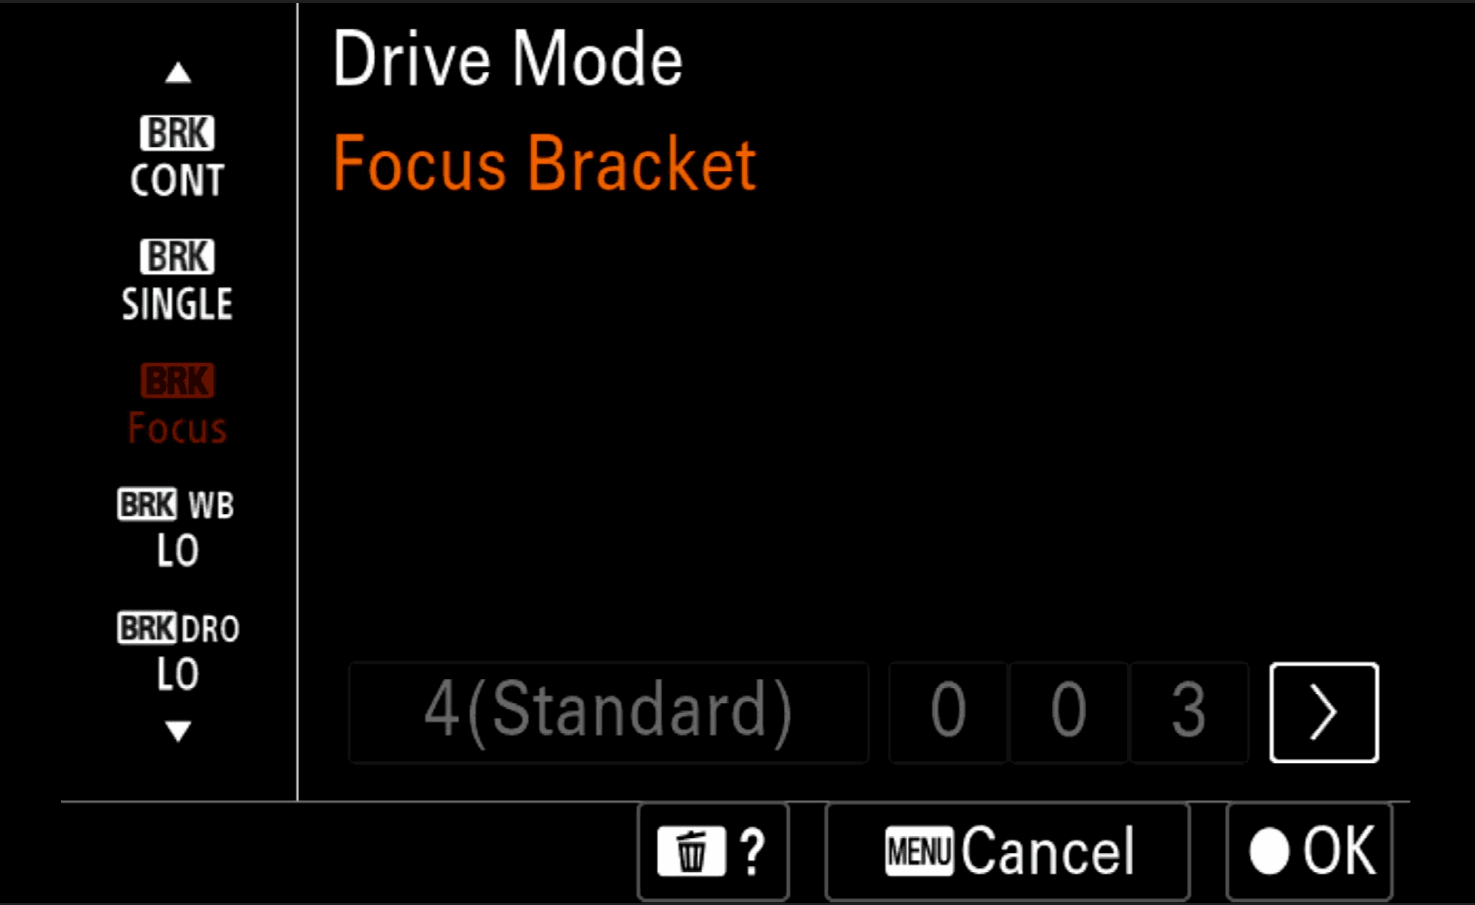 Drive Mode
Focus Bracket
BRK
CONT
BRK
SINGLE
BRK
Focus
BRK WB
LO
BRK DRO
LO
4(Standard) 0 0 3 >
? MENU Cancel OK